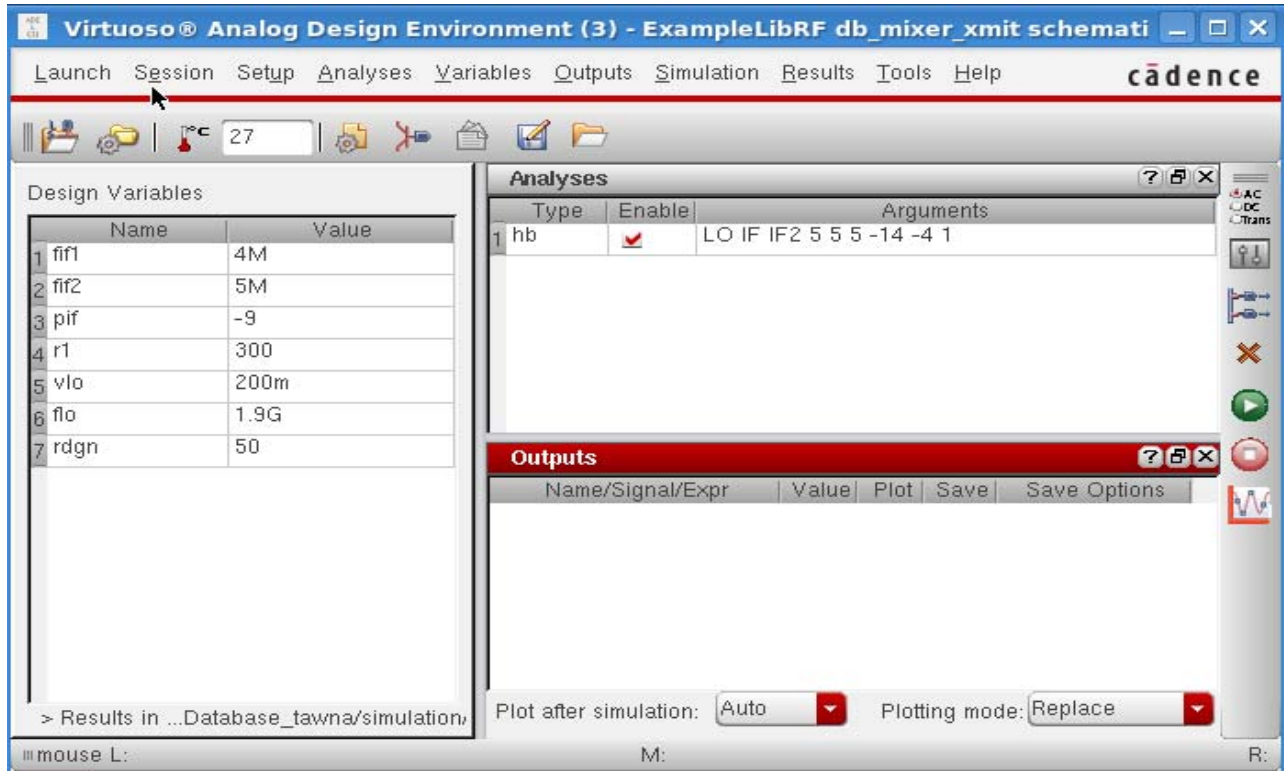 Virtuoso® Analog Design Environment (3) - ExampleLibRF db_mixer_xmit schemati
Launch Session Setup Analyses Variables Outputs Simulation Results Tools Help cādence
°C 27
Design Variables
Name Value
1 fif1 4M
2 fif2 5M
3 pif -9
4 r1 300
5 vlo 200m
6 flo 1.9G
7 rdgn 50
> Results in ...Database_tawna/simulation/
Analyses
Type Enable Arguments
1 hb LO IF IF2 5 5 5 -14 -4 1
Outputs
Name/Signal/Expr Value Plot Save Save Options
Plot after simulation: Auto Plotting mode: Replace
AC
DC
Trans
mouse L: M: R: